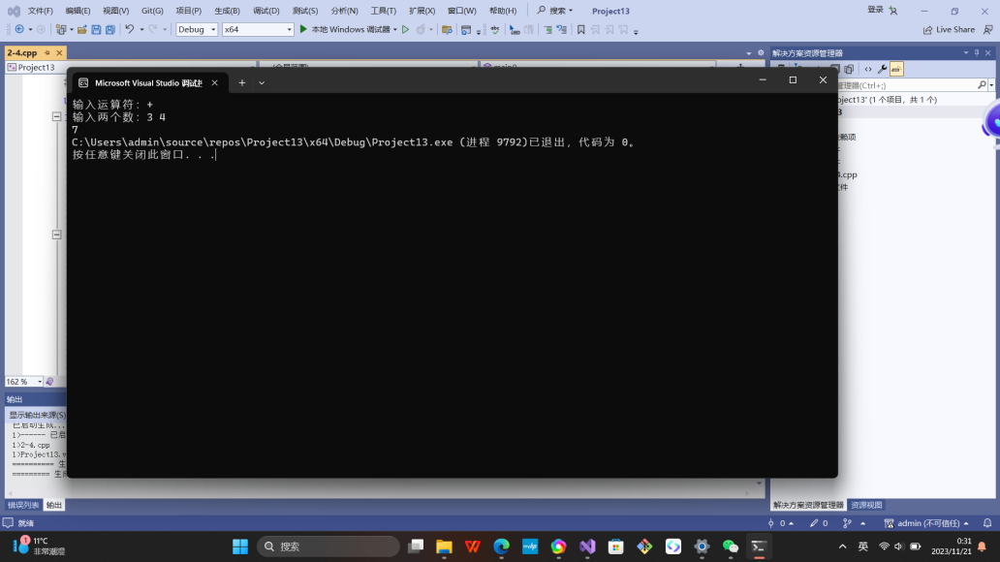 文件(F) 编辑(E) 视图(V) Git(G) 项目(P) 生成(B) 调试(D) 测试(S) 分析(N) 工具(T) 扩展(X) 窗口(W) 帮助(H) 搜索 Project13 登录
Debug x64 本地 Windows 调试器 Live Share
2-4.cpp 解决方案资源管理器
Project13
Microsoft Visual Studio 调试
输入运算符: +
输入两个数: 3 4
7
C:\Users\admin\source\repos\Project13\x64\Debug\Project13.exe (进程 9792)已退出，代码为 0。
按任意键关闭此窗口. . .
管理器(Ctrl+;)
oject13' (1 个项目，共 1 个)
3
赖项
4.cpp
文件
162 %
输出
显示输出来源(S)
已启动生成...
1>------ 已启
1>2-4.cpp
1>Project13.v
========== 生
========== 生成
错误列表 输出 解决方案资源管理器 资源视图
就绪 0 0 admin (不可信任)
1 11°C
非常潮湿
搜索
英
0:31
2023/11/21